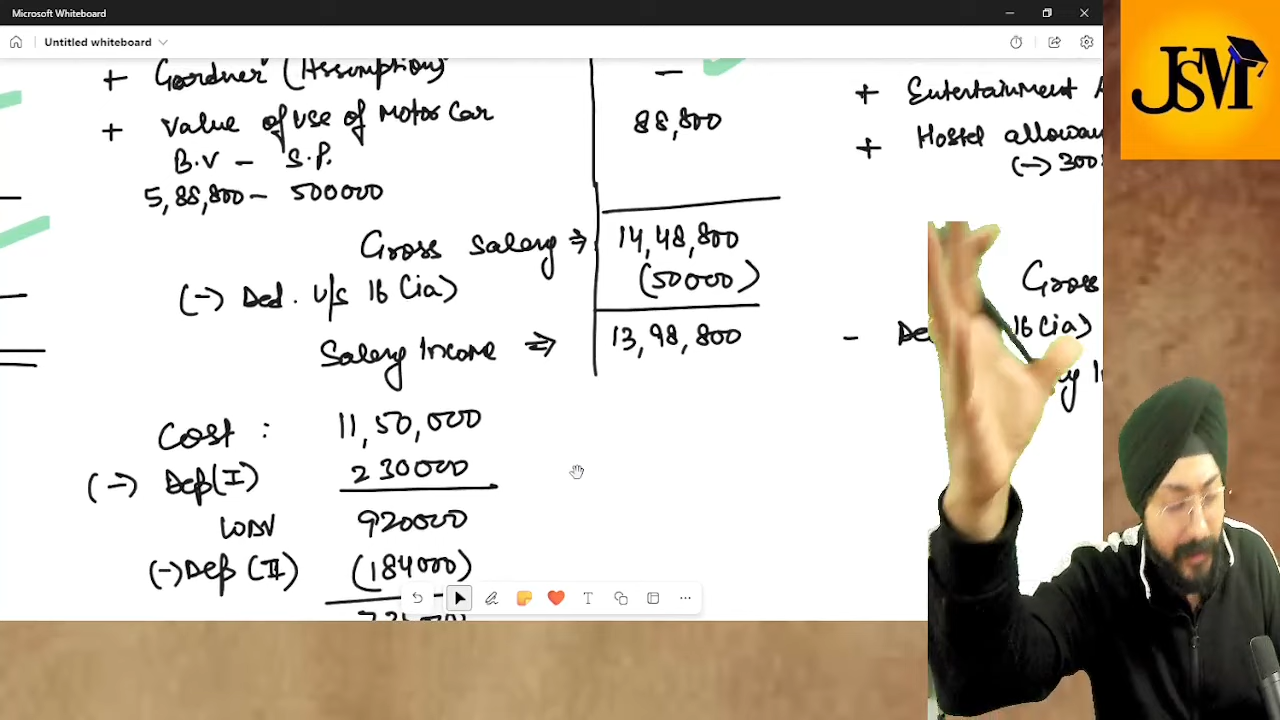 Microsoft Whiteboard
Untitled whiteboard
+ Gardner (Assumption) -
+ Value of use of Motor Car 88,800
B.V - S.P.
5,88,800 - 500000
Gross Salary ⇒ 14,48,800
(-) Ded. u/s 16 (ia) (50000)
Salary Income ⇒ 13,98,800
Cost : 11,50,000
(-) Dep (I) 230000
WDV 920000
(-) Dep (II) (184000)
+ Entertainment A
+ Hostel allowan
(-) 300
Gross
- De 16 (ia)
JSM